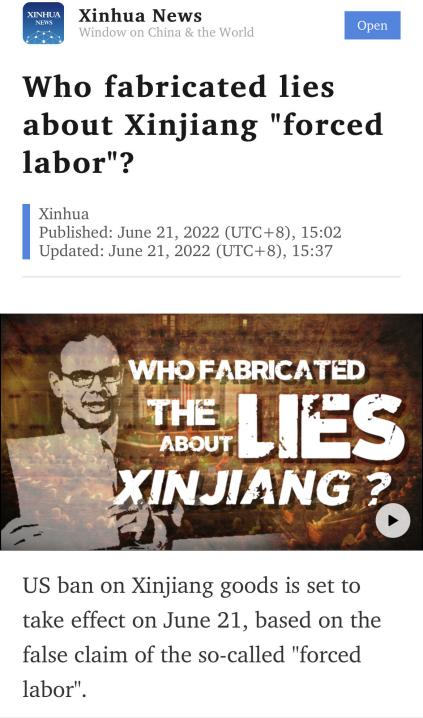 XINHUA
NEWS
Xinhua News
Window on China & the World
Open
Who fabricated lies
about Xinjiang "forced
labor"?
Xinhua
Published: June 21, 2022 (UTC+8), 15:02
Updated: June 21, 2022 (UTC+8), 15:37
WHO FABRICATED
THE LIES
ABOUT
XINJIANG ?
US ban on Xinjiang goods is set to
take effect on June 21, based on the
false claim of the so-called "forced
labor".